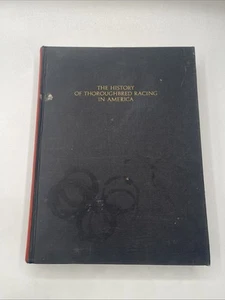 THE HISTORY
OF THOROUGHBRED RACING
IN AMERICA